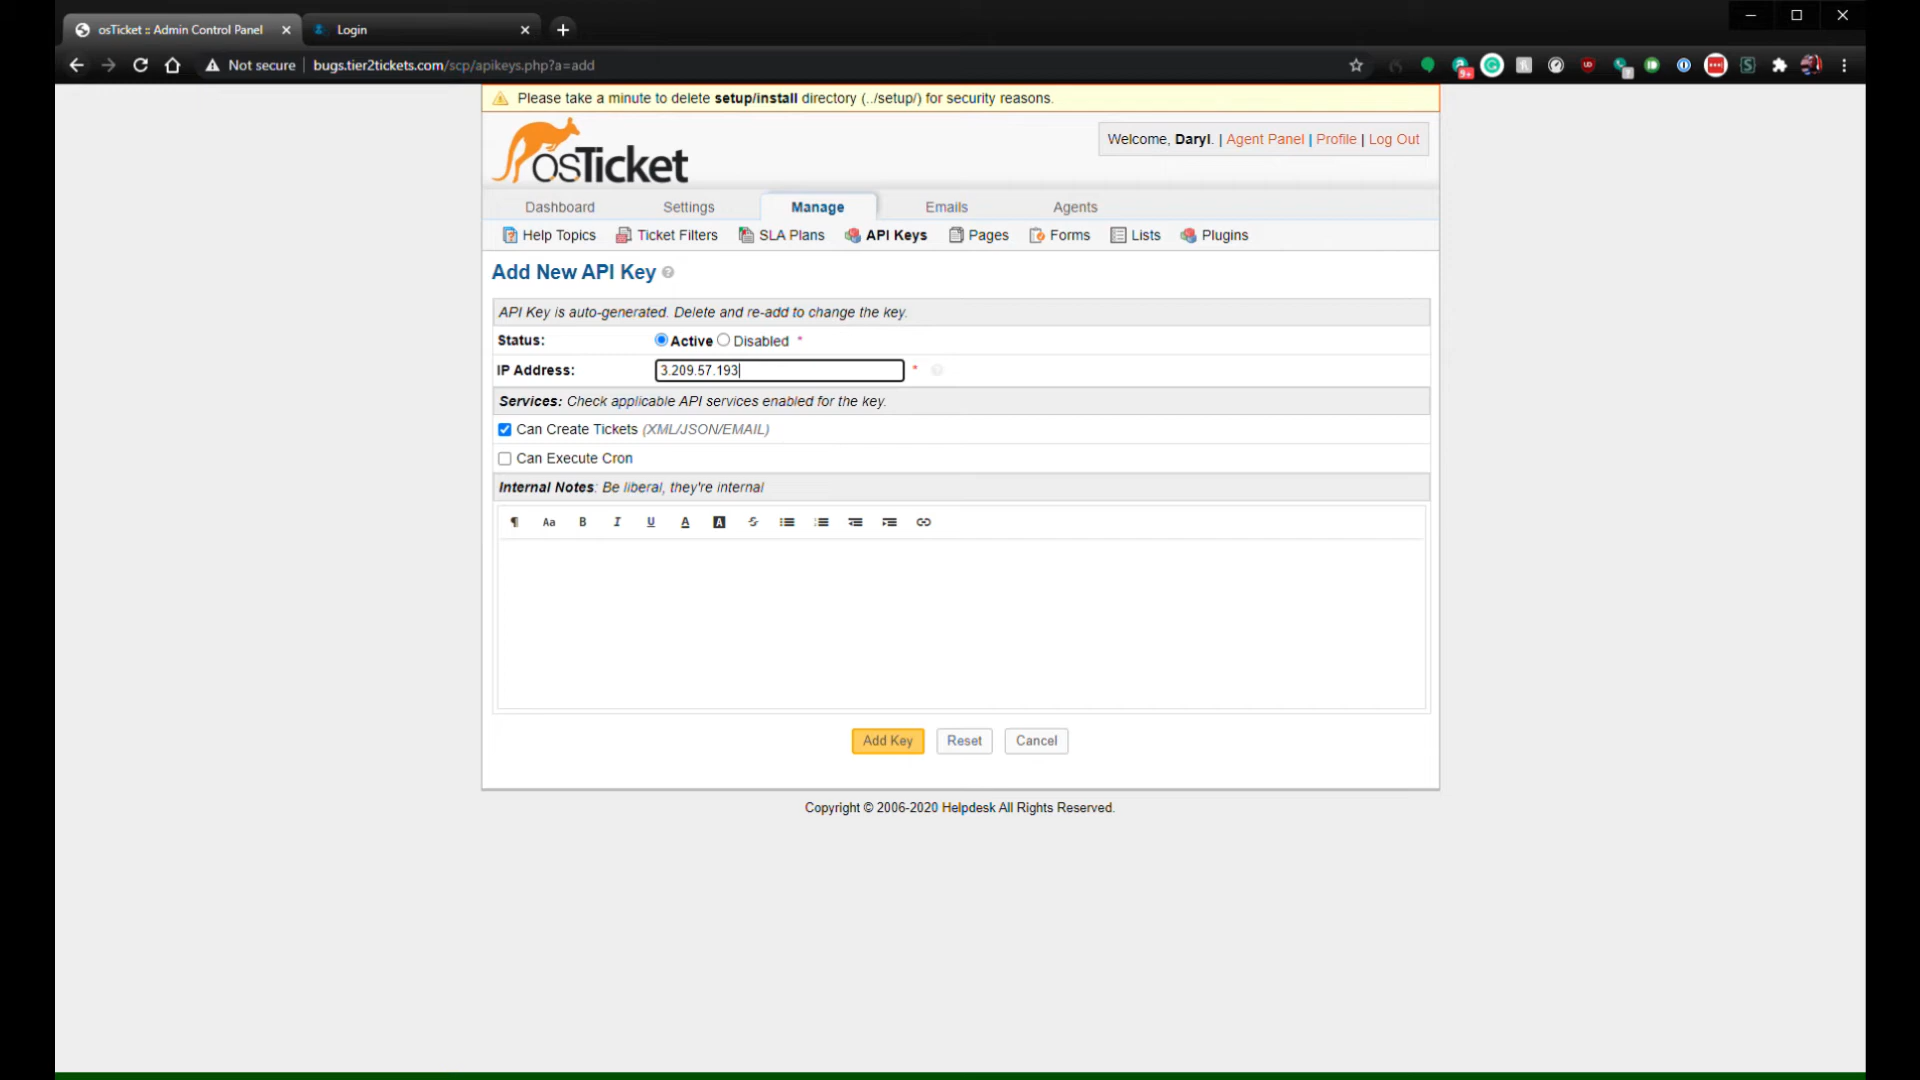 osTicket :: Admin Control Panel
Login
Not secure | bugs.tier2tickets.com/scp/apikeys.php?a=add
Please take a minute to delete setup/install directory (../setup/) for security reasons.
osTicket
Welcome, Daryl. | Agent Panel | Profile | Log Out
Dashboard Settings Manage Emails Agents
Help Topics Ticket Filters SLA Plans API Keys Pages Forms Lists Plugins
Add New API Key
API Key is auto-generated. Delete and re-add to change the key.
Status: Active Disabled *
IP Address: 3.209.57.193 *
Services: Check applicable API services enabled for the key.
Can Create Tickets (XML/JSON/EMAIL)
Can Execute Cron
Internal Notes: Be liberal, they're internal
Aa B I U A A S
Add Key Reset Cancel
Copyright © 2006-2020 Helpdesk All Rights Reserved.